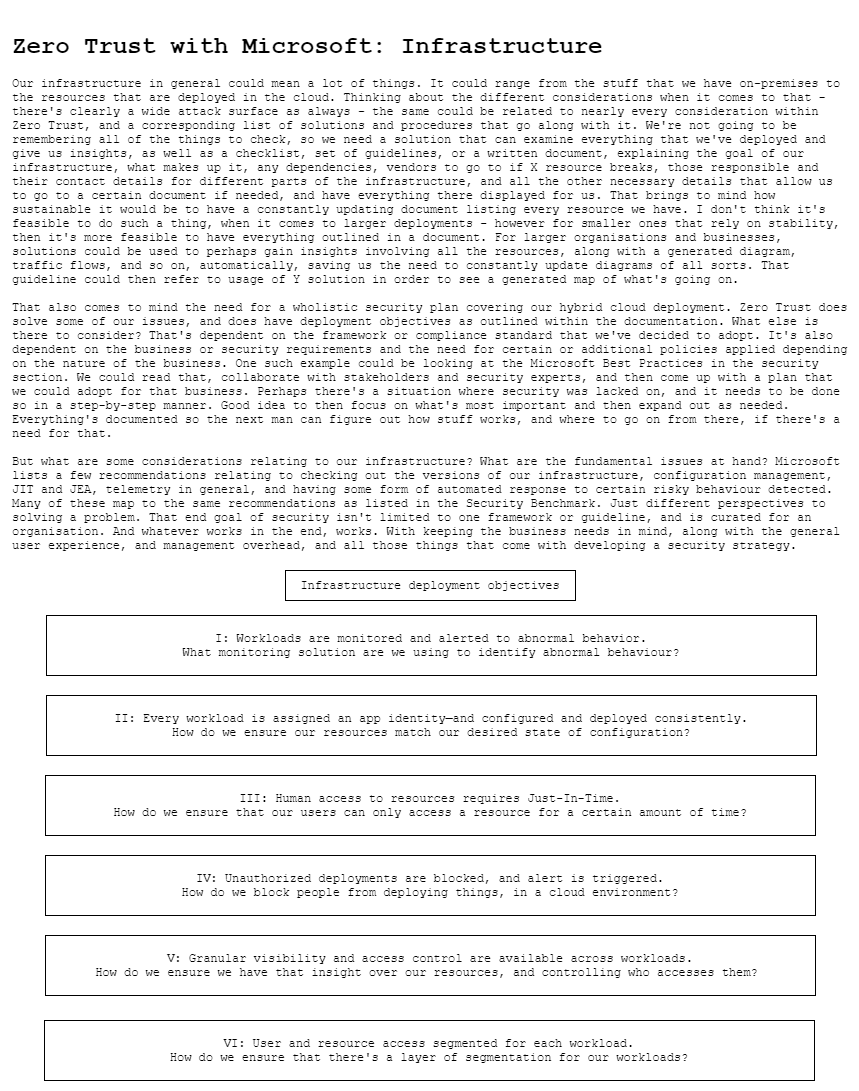 Zero Trust with Microsoft: Infrastructure
Our infrastructure in general could mean a lot of things. It could range from the stuff that we have on-premises to
the resources that are deployed in the cloud. Thinking about the different considerations when it comes to that -
there's clearly a wide attack surface as always - the same could be related to nearly every consideration within
Zero Trust, and a corresponding list of solutions and procedures that go along with it. We're not going to be
remembering all of the things to check, so we need a solution that can examine everything that we've deployed and
give us insights, as well as a checklist, set of guidelines, or a written document, explaining the goal of our
infrastructure, what makes up it, any dependencies, vendors to go to if X resource breaks, those responsible and
their contact details for different parts of the infrastructure, and all the other necessary details that allow us
to go to a certain document if needed, and have everything there displayed for us. That brings to mind how
sustainable it would be to have a constantly updating document listing every resource we have. I don't think it's
feasible to do such a thing, when it comes to larger deployments - however for smaller ones that rely on stability,
then it's more feasible to have everything outlined in a document. For larger organisations and businesses,
solutions could be used to perhaps gain insights involving all the resources, along with a generated diagram,
traffic flows, and so on, automatically, saving us the need to constantly update diagrams of all sorts. That
guideline could then refer to usage of Y solution in order to see a generated map of what's going on.
That also comes to mind the need for a wholistic security plan covering our hybrid cloud deployment. Zero Trust does
solve some of our issues, and does have deployment objectives as outlined within the documentation. What else is
there to consider? That's dependent on the framework or compliance standard that we've decided to adopt. It's also
dependent on the business or security requirements and the need for certain or additional policies applied depending
on the nature of the business. One such example could be looking at the Microsoft Best Practices in the security
section. We could read that, collaborate with stakeholders and security experts, and then come up with a plan that
we could adopt for that business. Perhaps there's a situation where security was lacked on, and it needs to be done
so in a step-by-step manner. Good idea to then focus on what's most important and then expand out as needed.
Everything's documented so the next man can figure out how stuff works, and where to go on from there, if there's a
need for that.
But what are some considerations relating to our infrastructure? What are the fundamental issues at hand? Microsoft
lists a few recommendations relating to checking out the versions of our infrastructure, configuration management,
JIT and JEA, telemetry in general, and having some form of automated response to certain risky behaviour detected.
Many of these map to the same recommendations as listed in the Security Benchmark. Just different perspectives to
solving a problem. That end goal of security isn't limited to one framework or guideline, and is curated for an
organisation. And whatever works in the end, works. With keeping the business needs in mind, along with the general
user experience, and management overhead, and all those things that come with developing a security strategy.
Infrastructure deployment objectives
I: Workloads are monitored and alerted to abnormal behavior.
What monitoring solution are we using to identify abnormal behaviour?
II: Every workload is assigned an app identity—and configured and deployed consistently.
How do we ensure our resources match our desired state of configuration?
III: Human access to resources requires Just-In-Time.
How do we ensure that our users can only access a resource for a certain amount of time?
IV: Unauthorized deployments are blocked, and alert is triggered.
How do we block people from deploying things, in a cloud environment?
V: Granular visibility and access control are available across workloads.
How do we ensure we have that insight over our resources, and controlling who accesses them?
VI: User and resource access segmented for each workload.
How do we ensure that there's a layer of segmentation for our workloads?